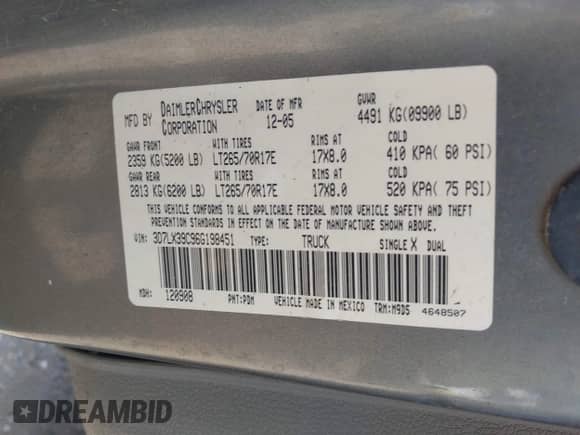 MFD BY DAIMLERCHRYSLER CORPORATION DATE OF MFR 12-05 GVWR 4491 KG(09900 LB)
GAWR FRONT WITH TIRES RIMS AT COLD
2359 KG(5200 LB) LT265/70R17E 17X8.0 410 KPA( 60 PSI)
GAWR REAR WITH TIRES RIMS AT COLD
2813 KG(6200 LB) LT265/70R17E 17X8.0 520 KPA( 75 PSI)
THIS VEHICLE CONFORMS TO ALL APPLICABLE FEDERAL MOTOR VEHICLE SAFETY AND THEFT
PREVENTION STANDARDS IN EFFECT ON THE DATE OF MANUFACTURE SHOWN ABOVE.
VIN: 3D7LX39C96G198451 TYPE: TRUCK SINGLE X DUAL
MDH: 120908 PNT:PDM VEHICLE MADE IN MEXICO TRM:M9D5 4648507
DREAMBID